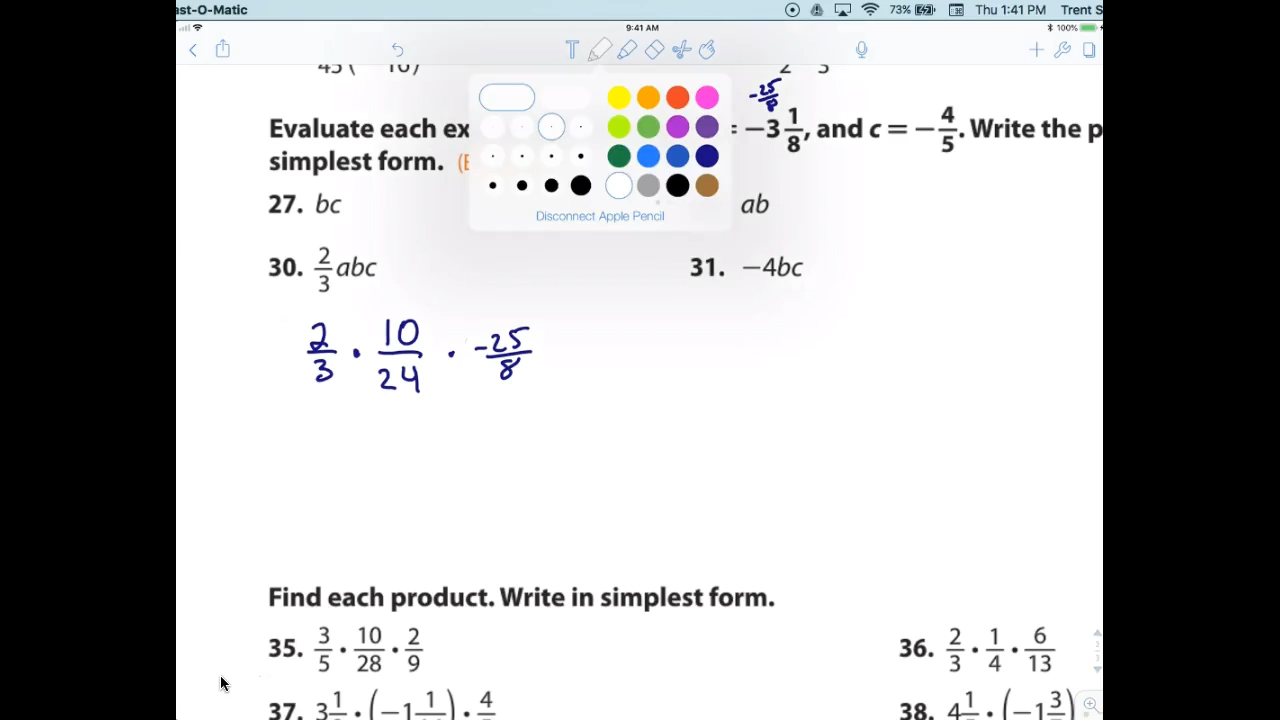 ast-O-Matic 73% Thu 1:41 PM Trent S
9:41 AM 100%
T
45( 16) 2 3
-25/8
Evaluate each ex = −3 1/8, and c = −4/5. Write the p
simplest form. (E
27. bc ab
Disconnect Apple Pencil
30. 2/3 abc 31. −4bc
2/3 · 10/24 · -25/8
Find each product. Write in simplest form.
35. 3/5 · 10/28 · 2/9 36. 2/3 · 1/4 · 6/13
37. 38.